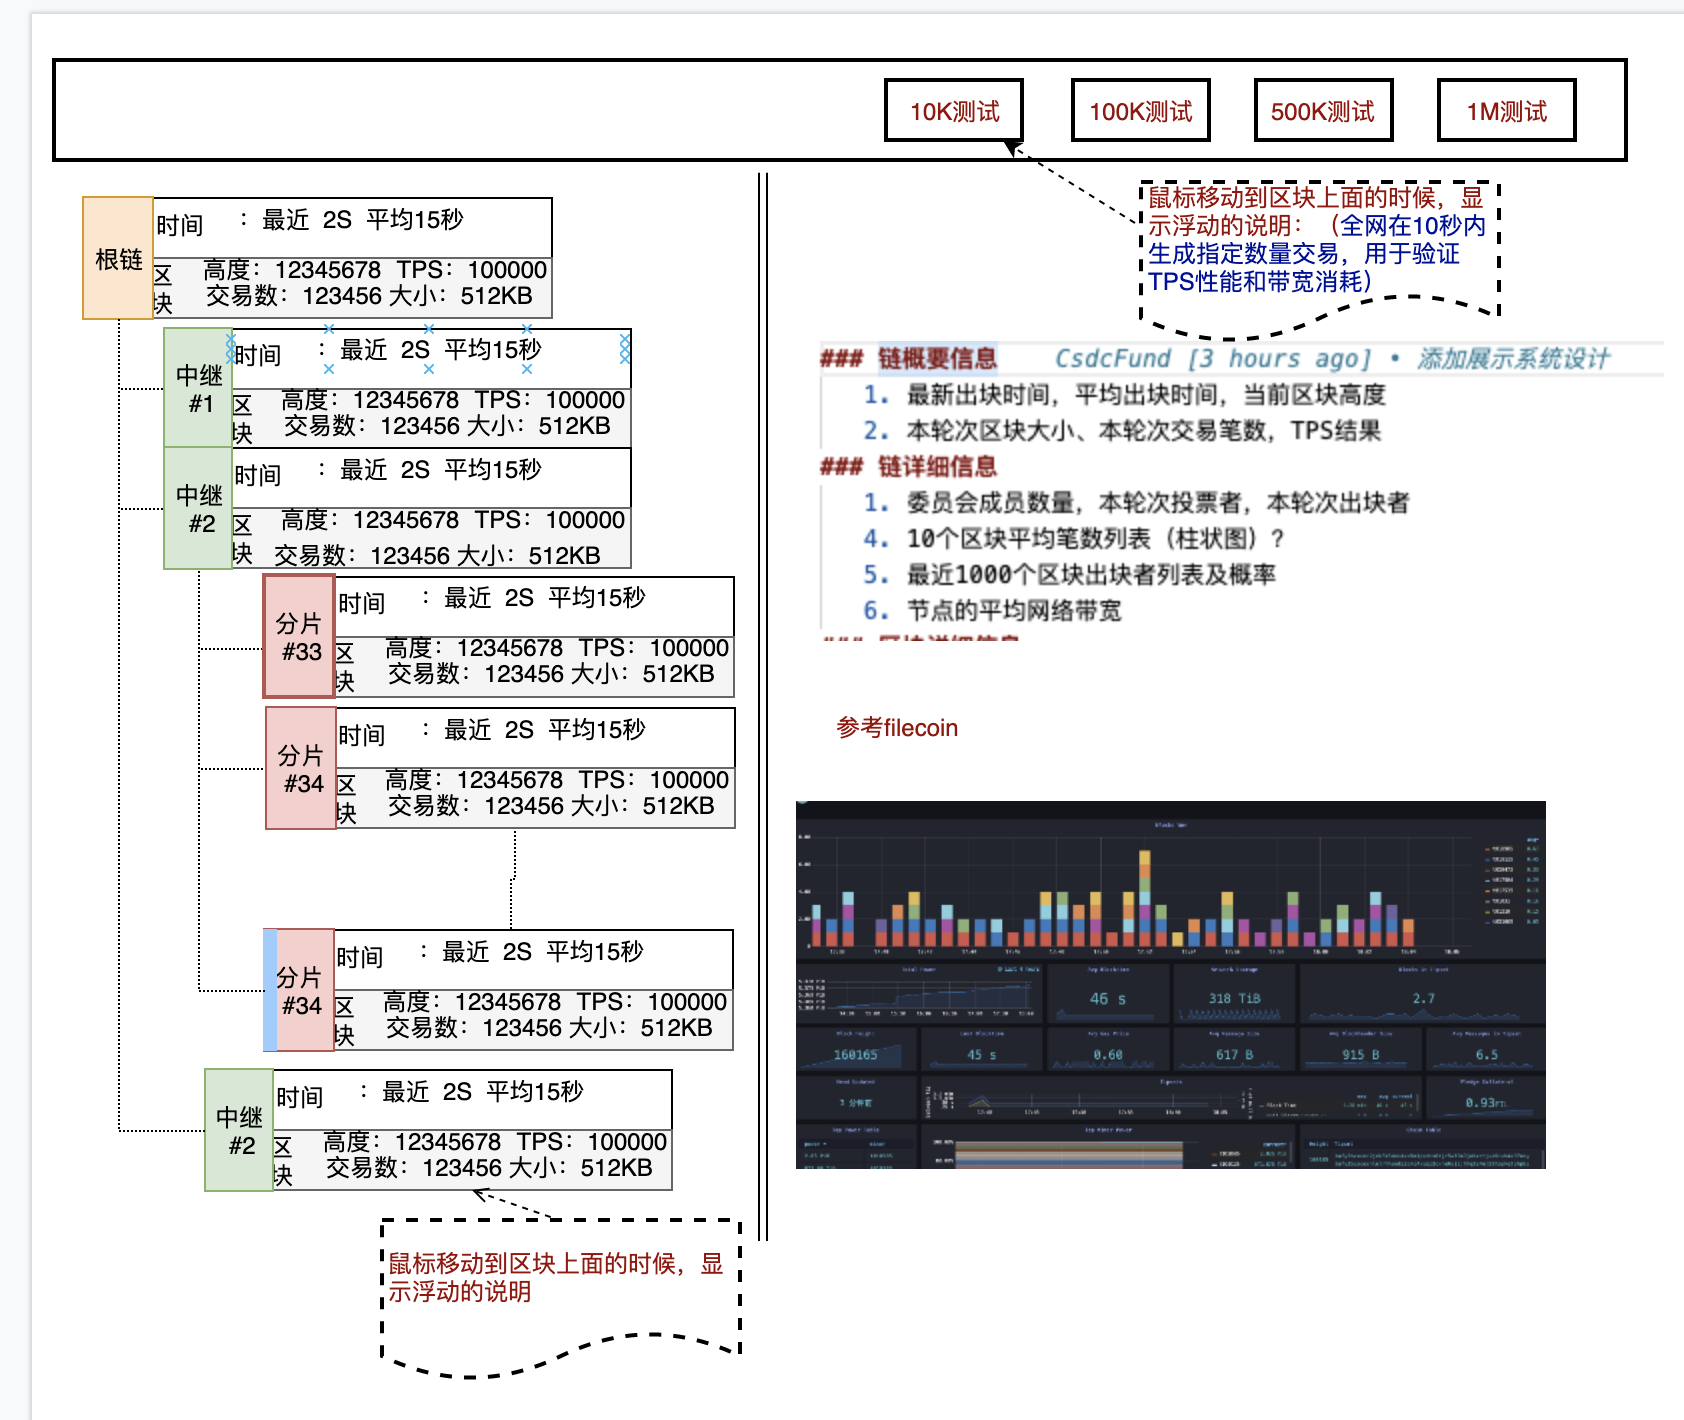 10K测试
100K测试
500K测试
1M测试
鼠标移动到区块上面的时候，显
示浮动的说明：（全网在10秒内
生成指定数量交易，用于验证
TPS性能和带宽消耗）
根链
时间 ：最近 2S 平均15秒
区块
高度：12345678 TPS：100000
交易数：123456 大小：512KB
中继
#1
时间 ：最近 2S 平均15秒
区块
高度：12345678 TPS：100000
交易数：123456 大小：512KB
中继
#2
时间 ：最近 2S 平均15秒
区块
高度：12345678 TPS：100000
交易数：123456 大小：512KB
分片
#33
时间 ：最近 2S 平均15秒
区块
高度：12345678 TPS：100000
交易数：123456 大小：512KB
分片
#34
时间 ：最近 2S 平均15秒
区块
高度：12345678 TPS：100000
交易数：123456 大小：512KB
分片
#34
时间 ：最近 2S 平均15秒
区块
高度：12345678 TPS：100000
交易数：123456 大小：512KB
中继
#2
时间 ：最近 2S 平均15秒
区块
高度：12345678 TPS：100000
交易数：123456 大小：512KB
鼠标移动到区块上面的时候，显
示浮动的说明
### 链概要信息 CsdcFund [3 hours ago] • 添加展示系统设计
1. 最新出块时间，平均出块时间，当前区块高度
2. 本轮次区块大小、本轮次交易笔数，TPS结果
### 链详细信息
1. 委员会成员数量，本轮次投票者，本轮次出块者
4. 10个区块平均笔数列表（柱状图）？
5. 最近1000个区块出块者列表及概率
6. 节点的平均网络带宽
### 区块详细信息
参考filecoin
46 s
318 TiB
2.7
160165
45 s
0.60
617 B
915 B
6.5
0.93